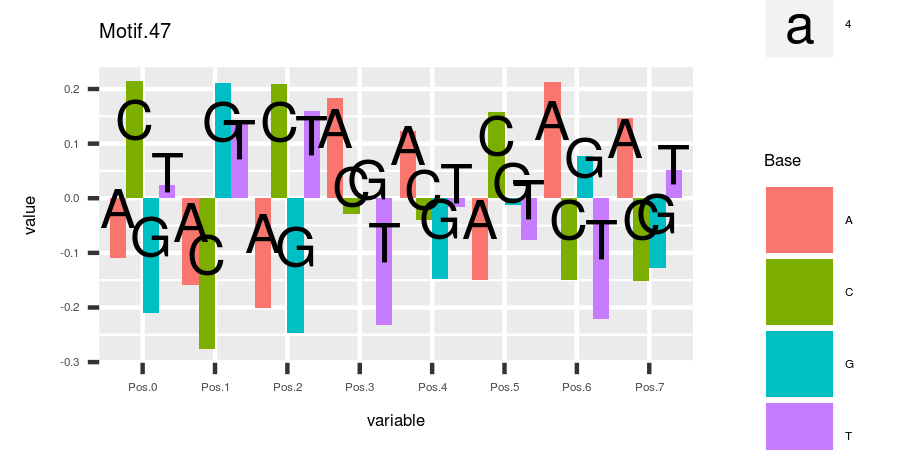 Motif.47
a 4
0.2
0.1
0.0
-0.1
-0.2
-0.3
value
A C G T A C G T A C G T A C G T A C G T A C G T A C G T A C G T
Pos.0 Pos.1 Pos.2 Pos.3 Pos.4 Pos.5 Pos.6 Pos.7
variable
Base
A
C
G
T